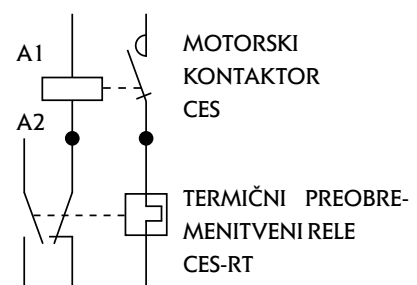 A1
MOTORSKI
KONTAKTOR
CES
A2
TERMIČNI PREOBRE-
MENITVENI RELE
CES-RT